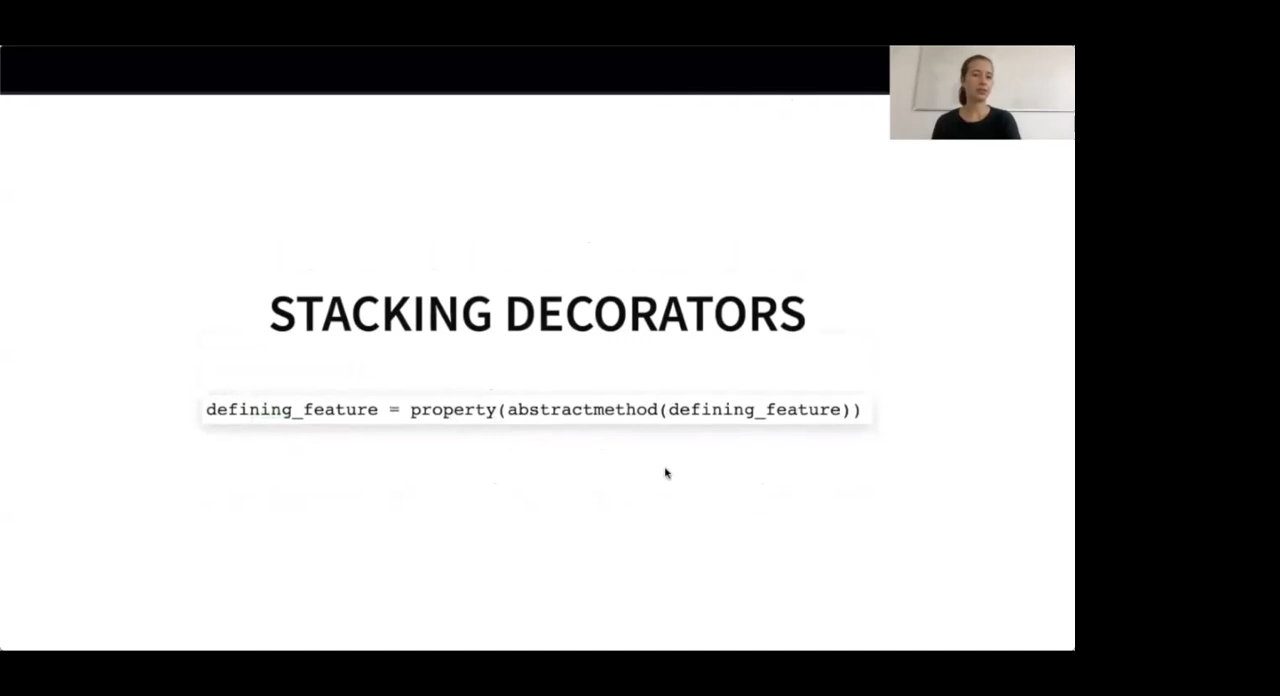 STACKING DECORATORS
defining_feature = property(abstractmethod(defining_feature))